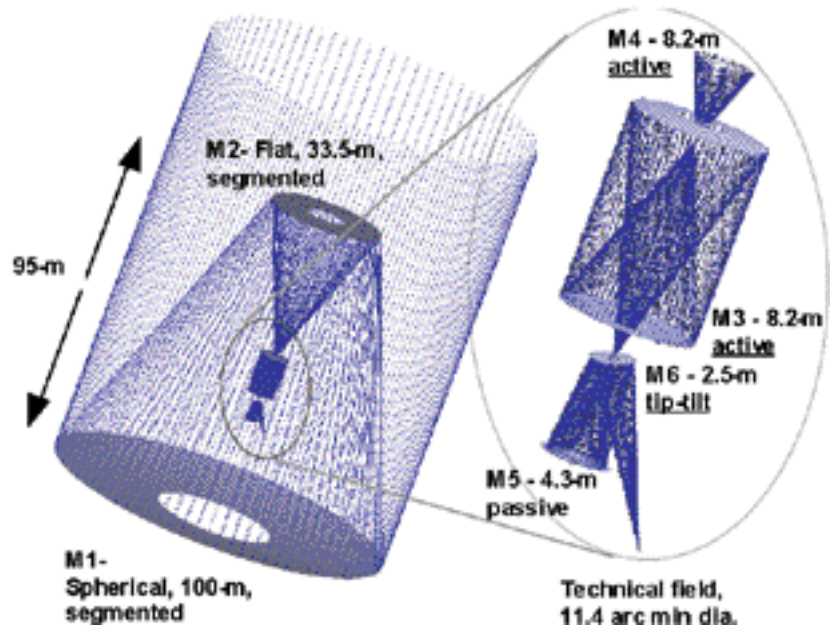 M4 - 8.2-m
active
M2- Flat, 33.5-m,
segmented
95-m
M3 - 8.2-m
active
M6 - 2.5-m
tip-tilt
M5 - 4.3-m
passive
M1-
Spherical, 100-m,
segmented
Technical field,
11.4 arc min dia.